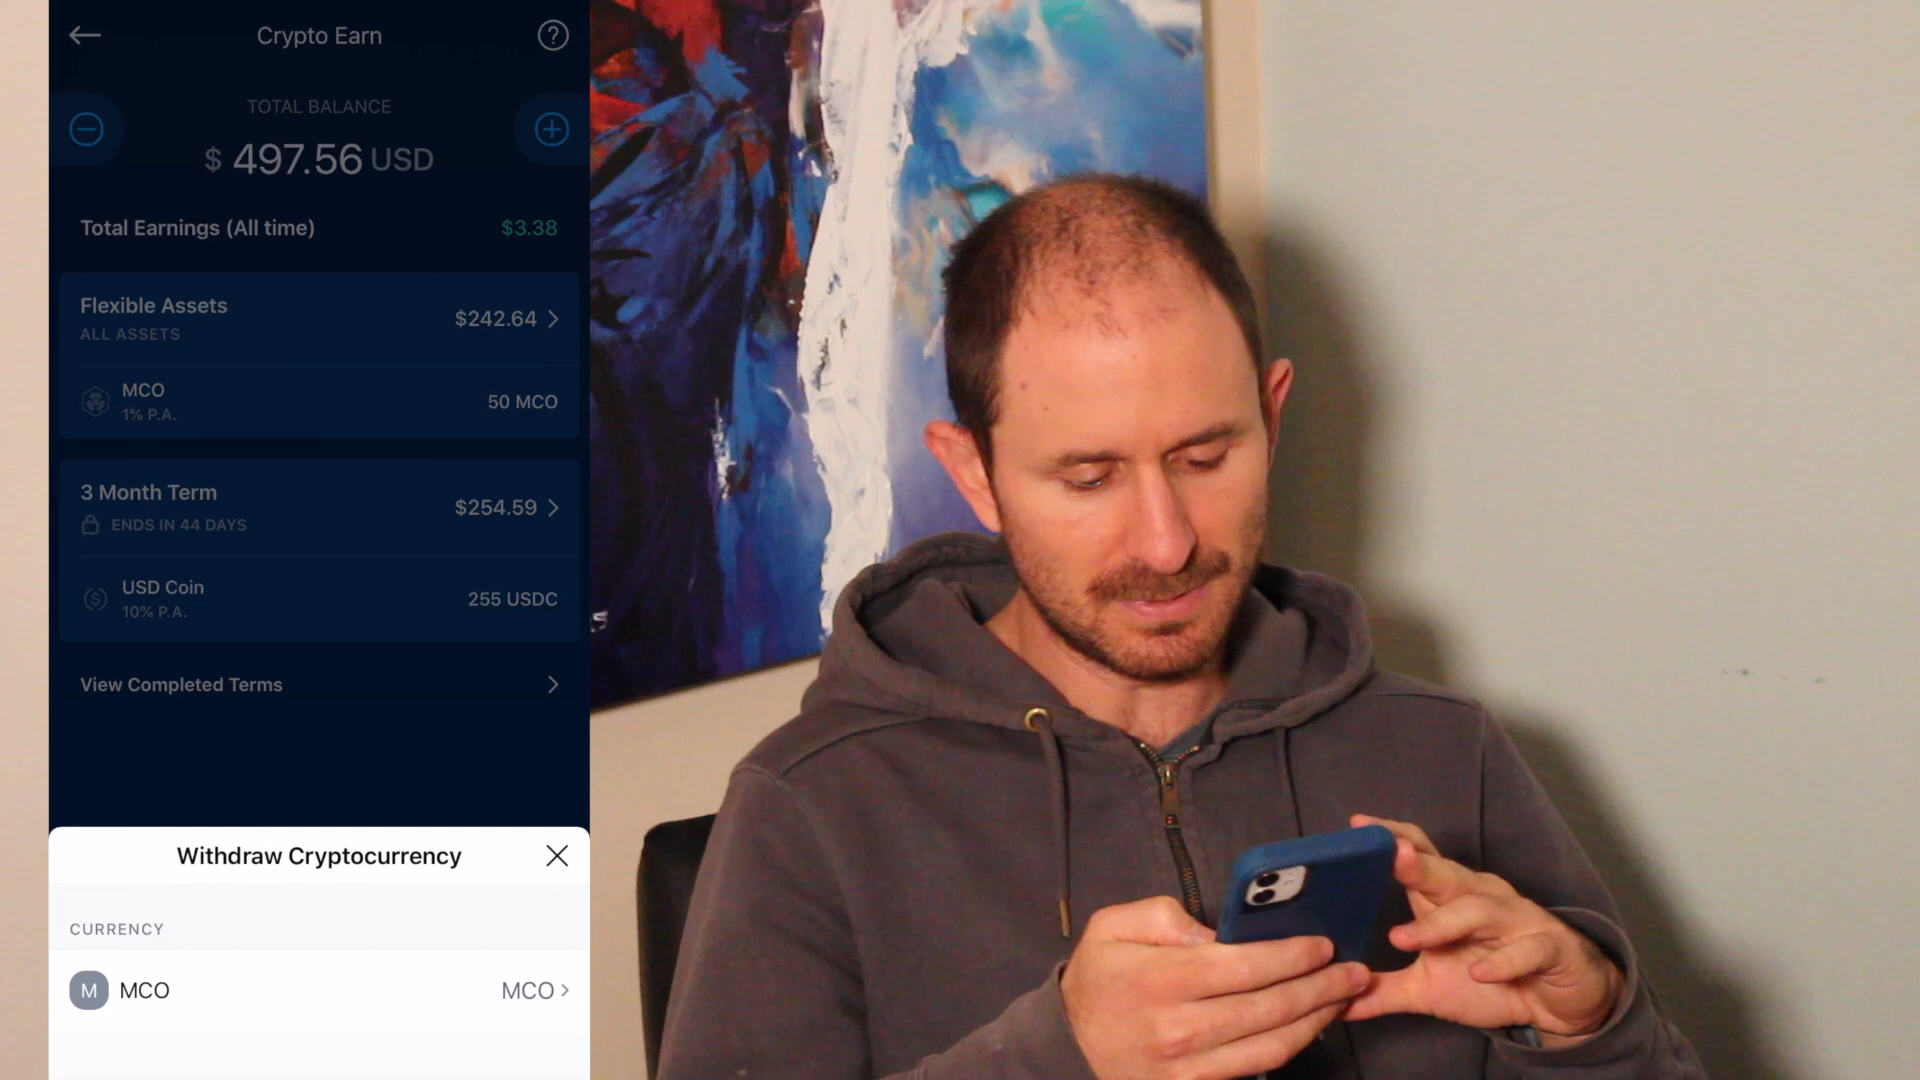 Crypto Earn
?
TOTAL BALANCE
$ 497.56 USD
Total Earnings (All time) $3.38
Flexible Assets $242.64
ALL ASSETS
MCO 50 MCO
1% P.A.
3 Month Term $254.59
ENDS IN 44 DAYS
USD Coin 255 USDC
10% P.A.
View Completed Terms
Withdraw Cryptocurrency
CURRENCY
M MCO MCO